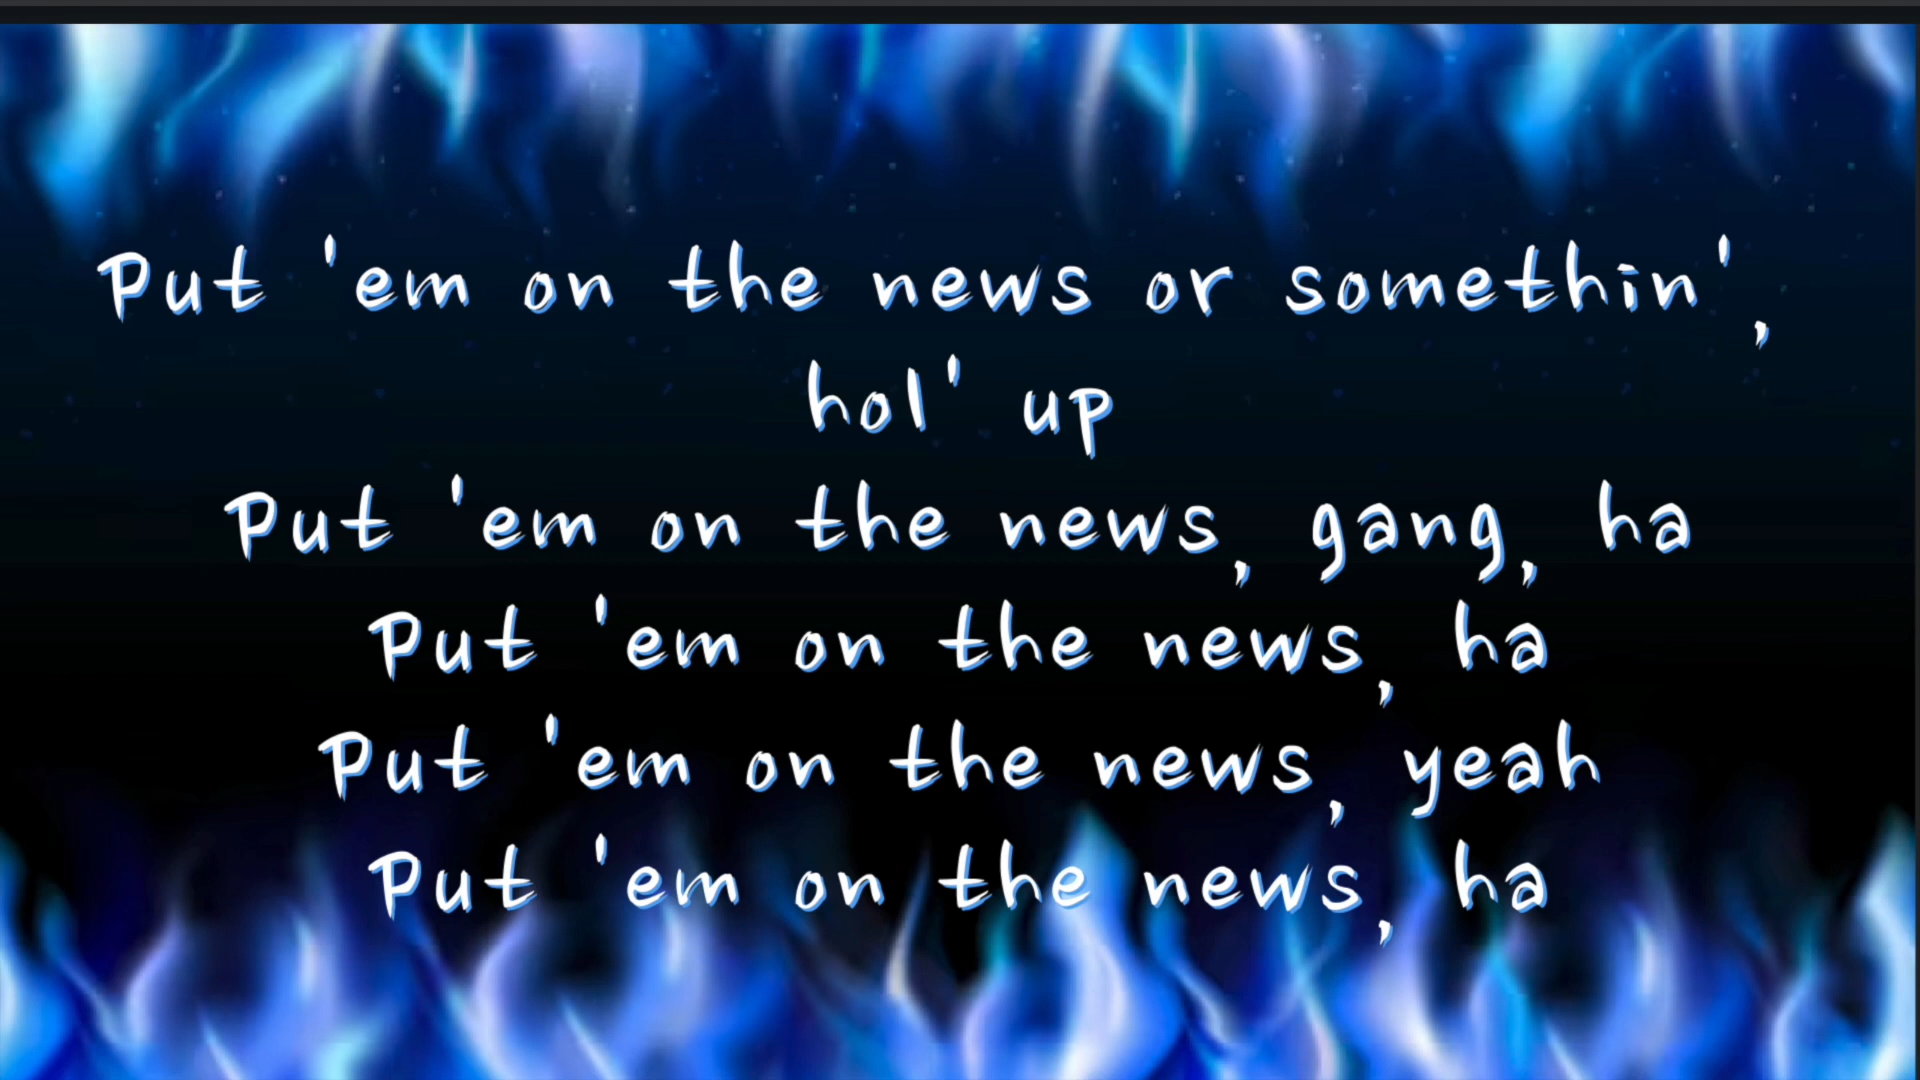 Put 'em on the news or somethin',
hol' up
Put 'em on the news, gang, ha
Put 'em on the news, ha
Put 'em on the news, yeah
Put 'em on the news, ha